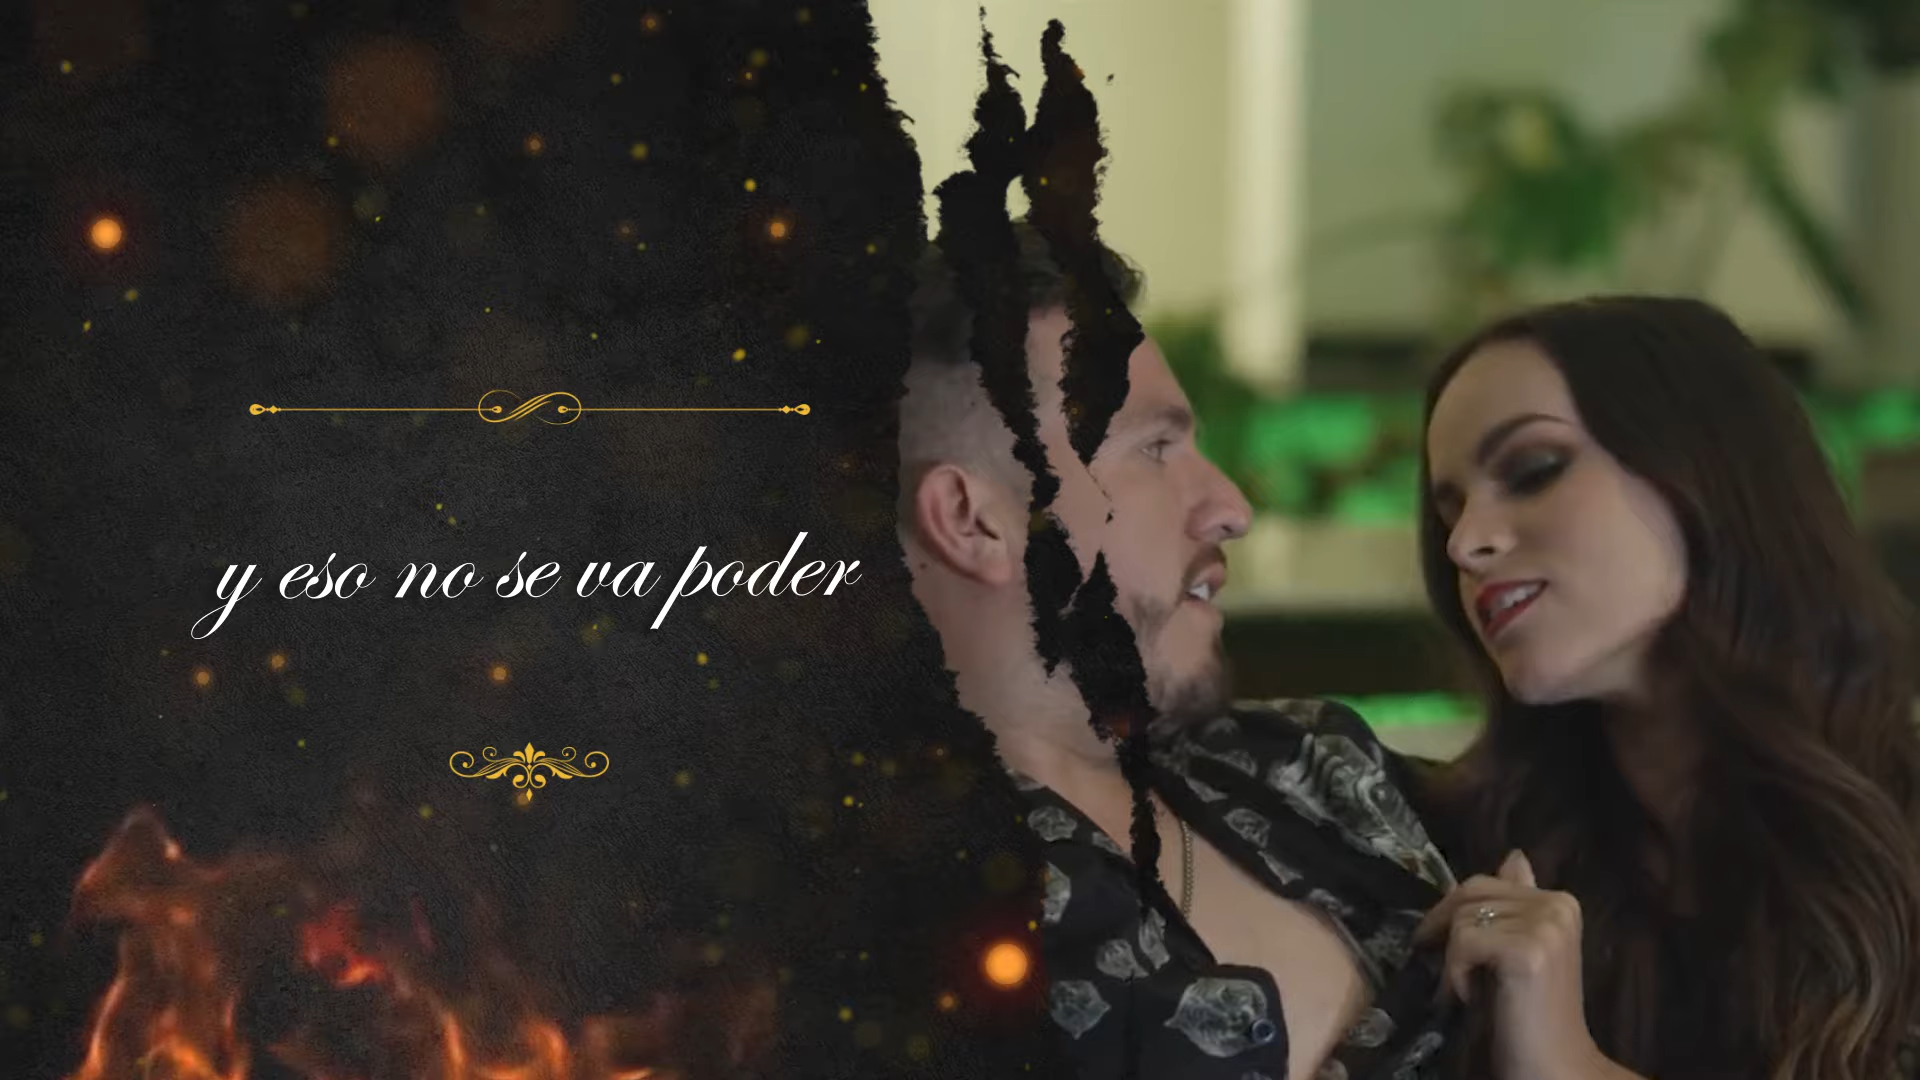 y eso no se va poder